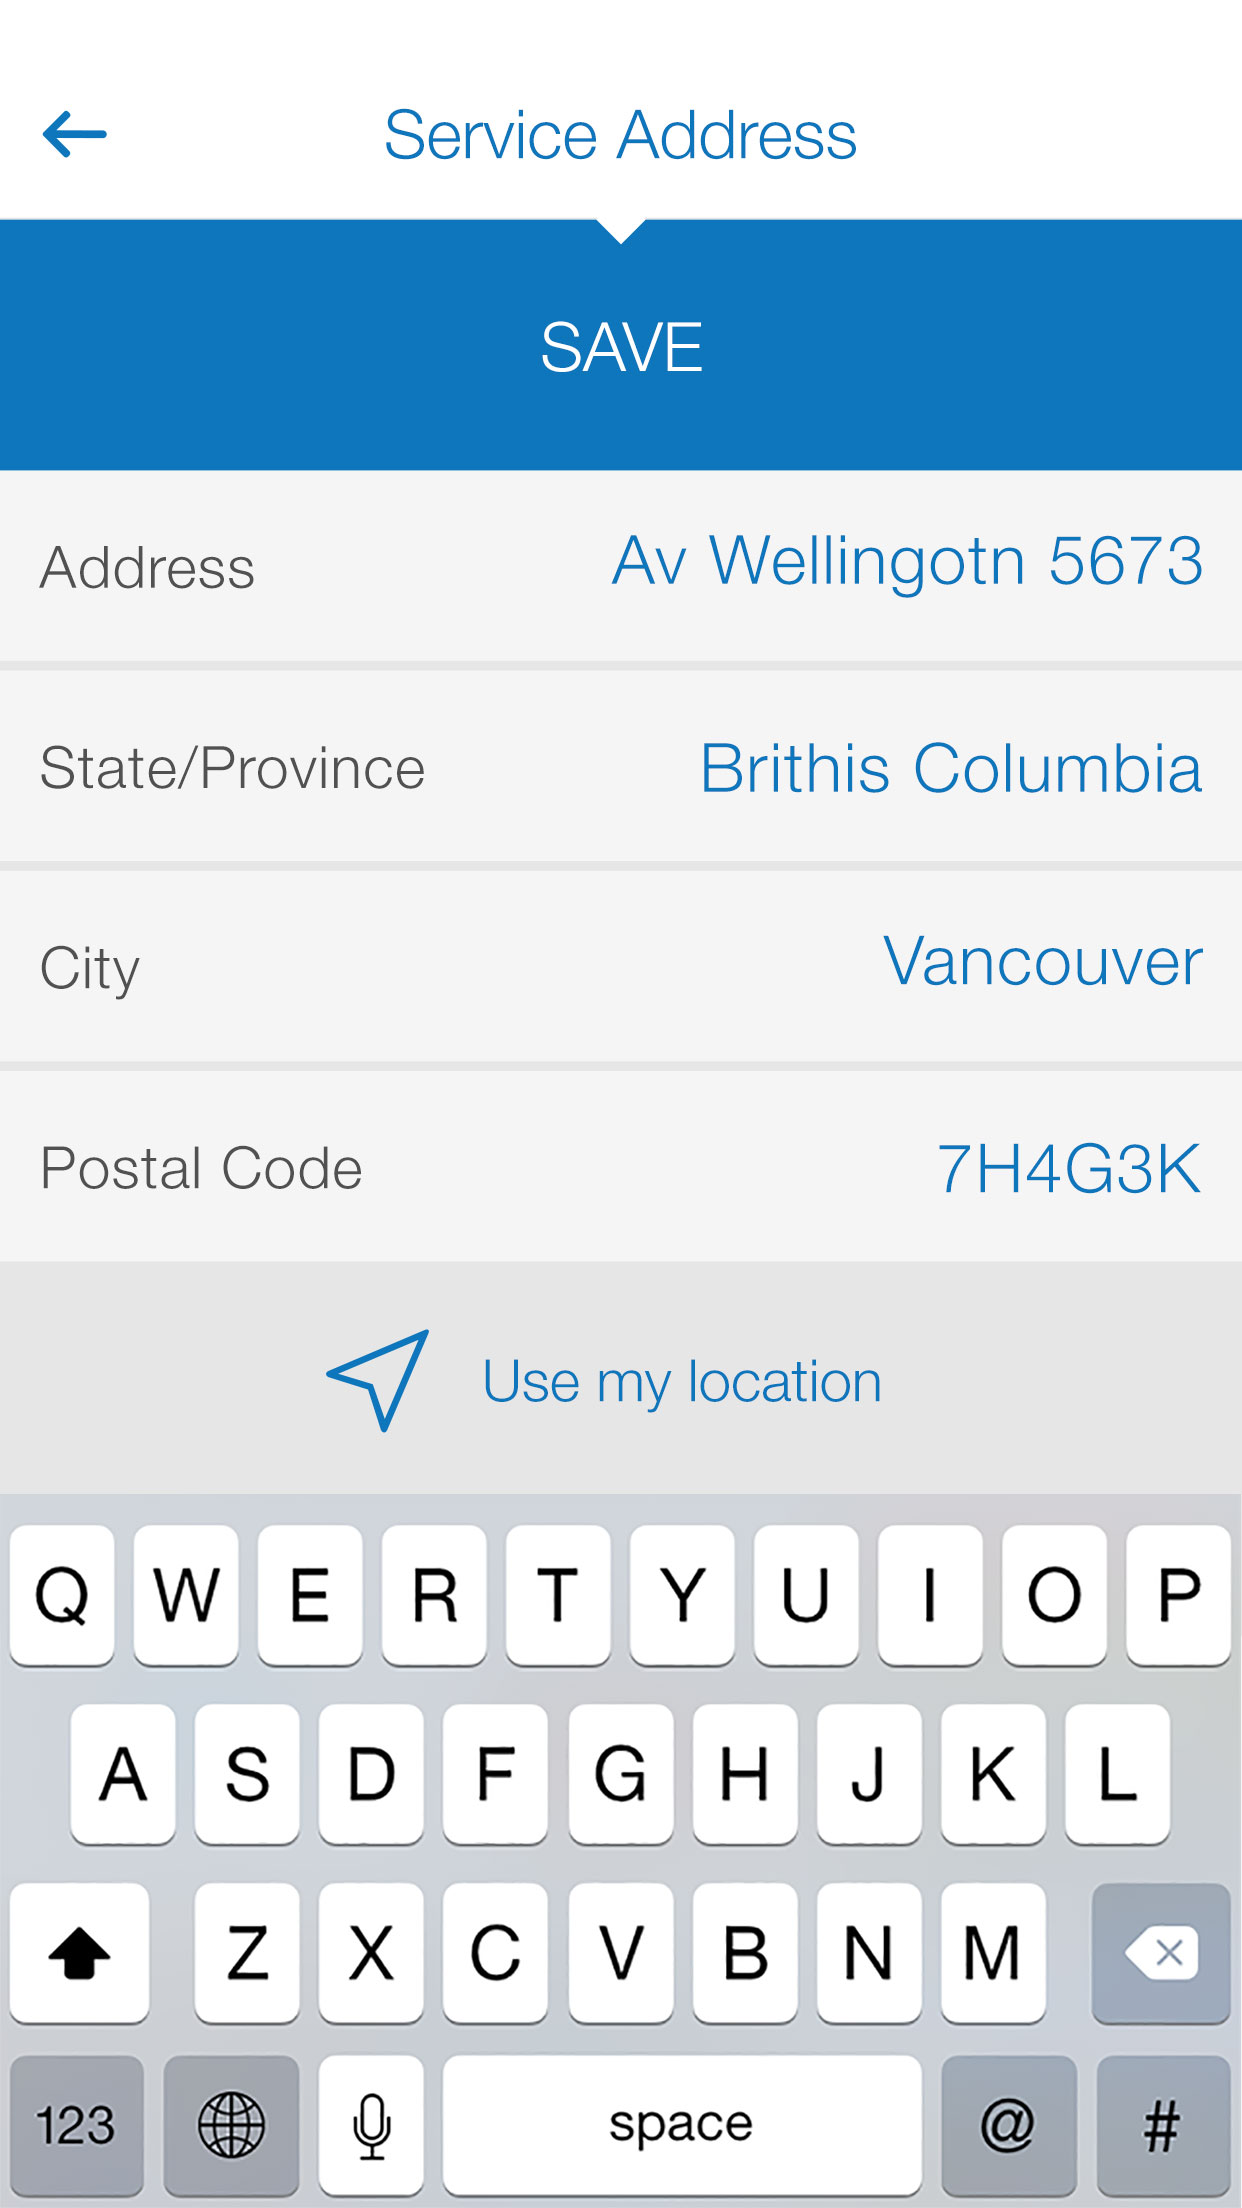 Service Address
SAVE
Address Av Wellingotn 5673
State/Province Brithis Columbia
City Vancouver
Postal Code 7H4G3K
Use my location
Q W E R T Y U I O P
A S D F G H J K L
Z X C V B N M
123 space @ #